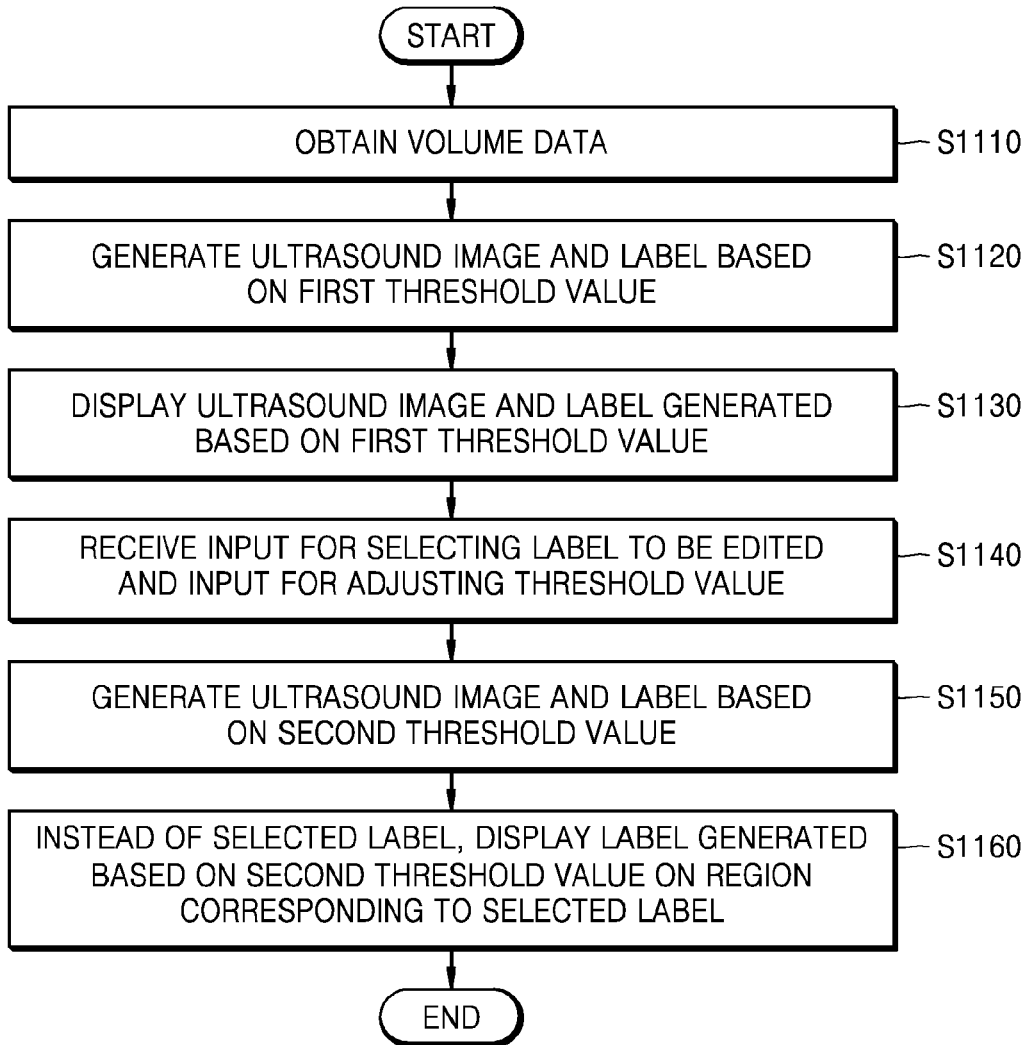 START
OBTAIN VOLUME DATA
S1110
GENERATE ULTRASOUND IMAGE AND LABEL BASED
ON FIRST THRESHOLD VALUE
S1120
DISPLAY ULTRASOUND IMAGE AND LABEL GENERATED
BASED ON FIRST THRESHOLD VALUE
S1130
RECEIVE INPUT FOR SELECTING LABEL TO BE EDITED
AND INPUT FOR ADJUSTING THRESHOLD VALUE
S1140
GENERATE ULTRASOUND IMAGE AND LABEL BASED
ON SECOND THRESHOLD VALUE
S1150
INSTEAD OF SELECTED LABEL, DISPLAY LABEL GENERATED
BASED ON SECOND THRESHOLD VALUE ON REGION
CORRESPONDING TO SELECTED LABEL
S1160
END